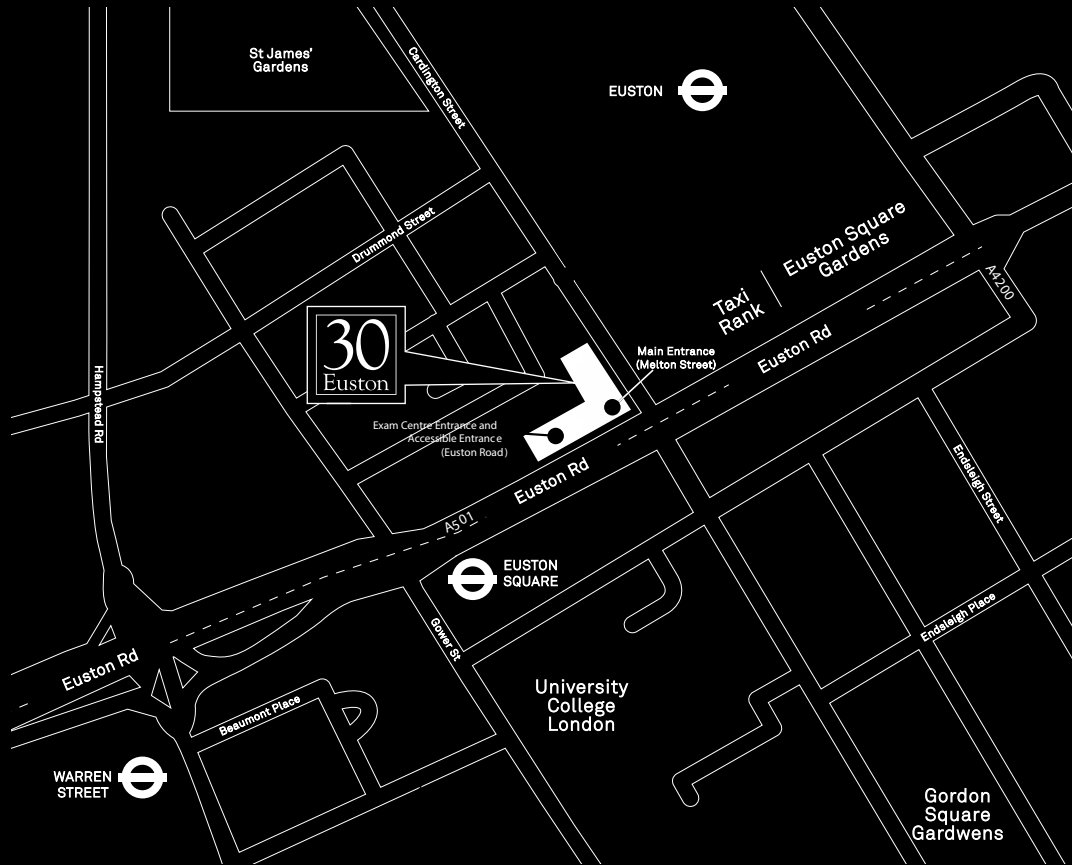 St James'
Gardens
Cardington Street
EUSTON
Drummond Street
Euston Square
Gardens
Taxi
Rank
A4200
30
Euston
Main Entrance
(Melton Street)
Euston Rd
Hampstead Rd
Exam Centre Entrance and
Accessible Entrance
(Euston Road)
Euston Rd
Endsleigh Street
A501
EUSTON
SQUARE
Endsleigh Place
Gower St
Euston Rd
University
College
London
Beaumont Place
WARREN
STREET
Gordon
Square
Gardwens